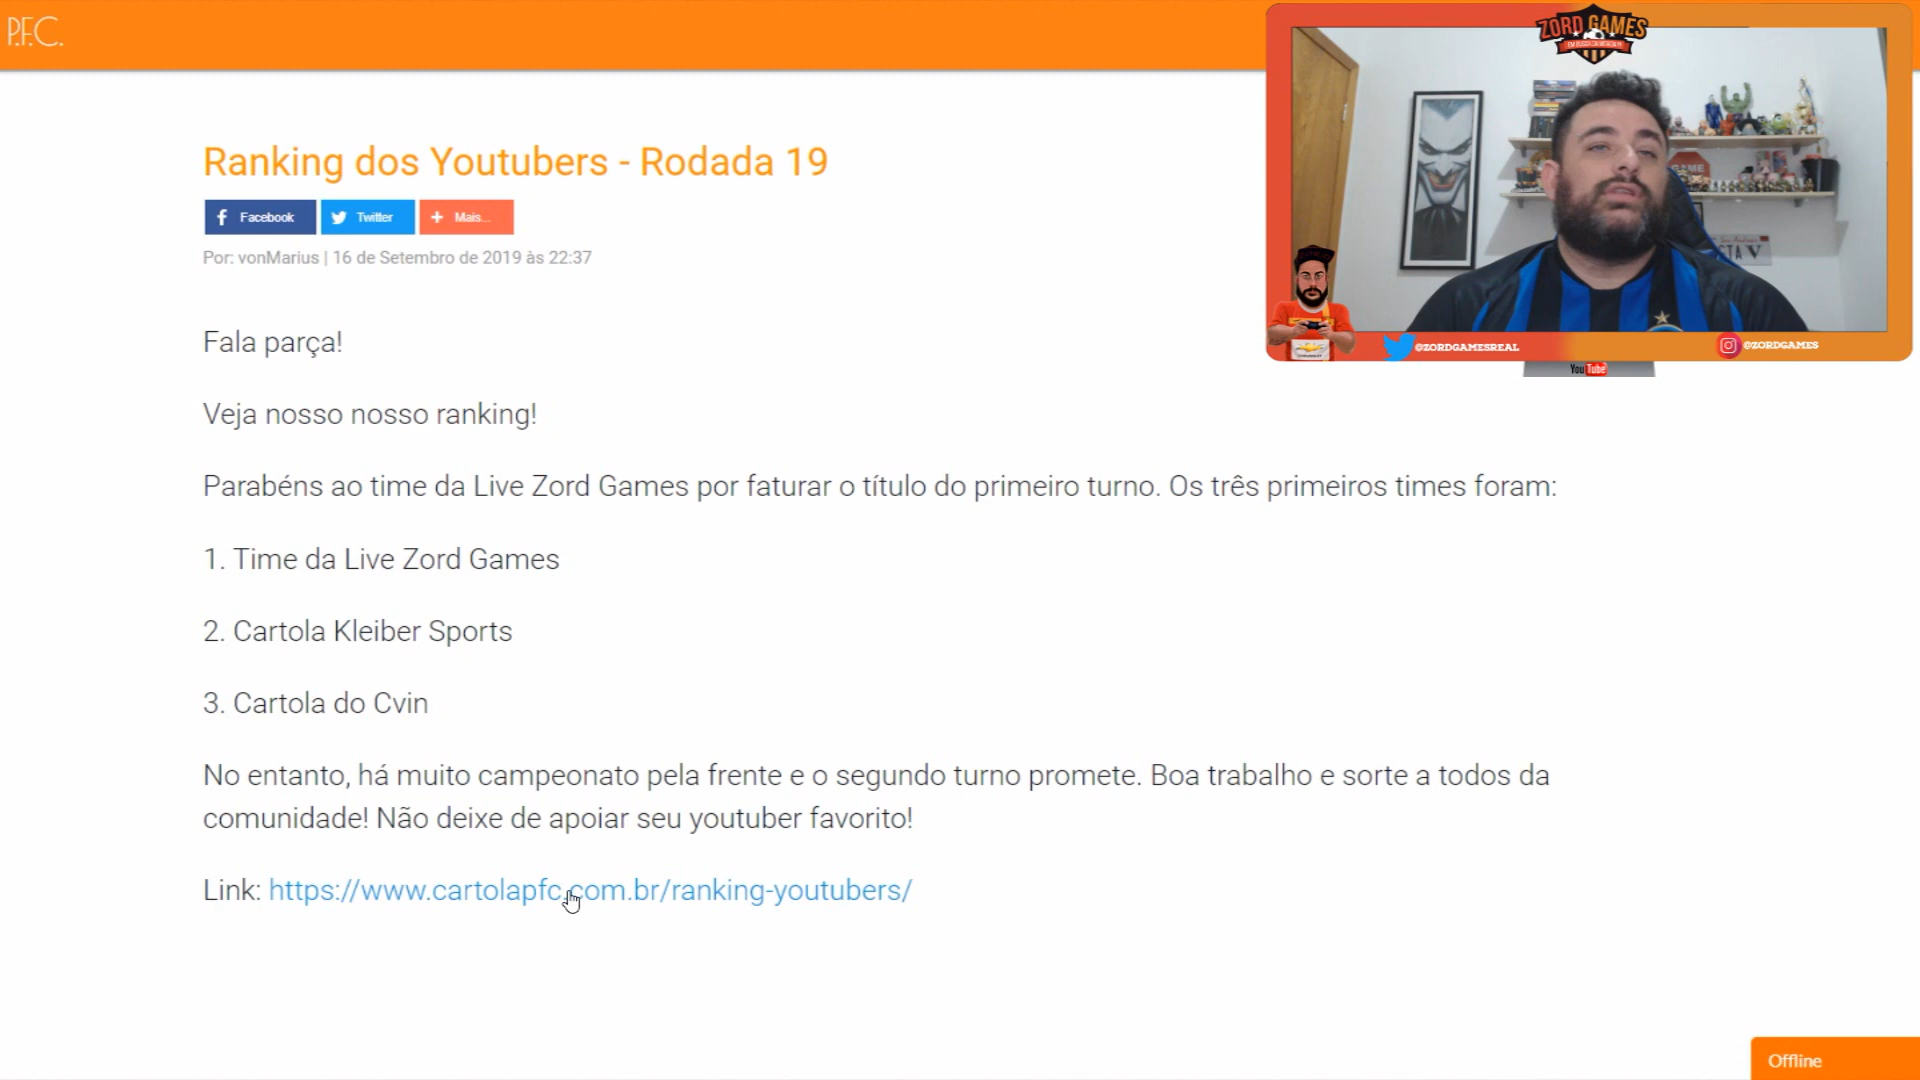 P.F.C.
ZORD GAMES
Ranking dos Youtubers - Rodada 19
Facebook
Twitter
Mais...
Por: vonMarius | 16 de Setembro de 2019 às 22:37
GAME
STA V
@ZORDGAMESREAL
@ZORDGAMES
YouTube
Fala parça!
Veja nosso nosso ranking!
Parabéns ao time da Live Zord Games por faturar o título do primeiro turno. Os três primeiros times foram:
1. Time da Live Zord Games
2. Cartola Kleiber Sports
3. Cartola do Cvin
No entanto, há muito campeonato pela frente e o segundo turno promete. Boa trabalho e sorte a todos da
comunidade! Não deixe de apoiar seu youtuber favorito!
Link: https://www.cartolapfc.com.br/ranking-youtubers/
Offline